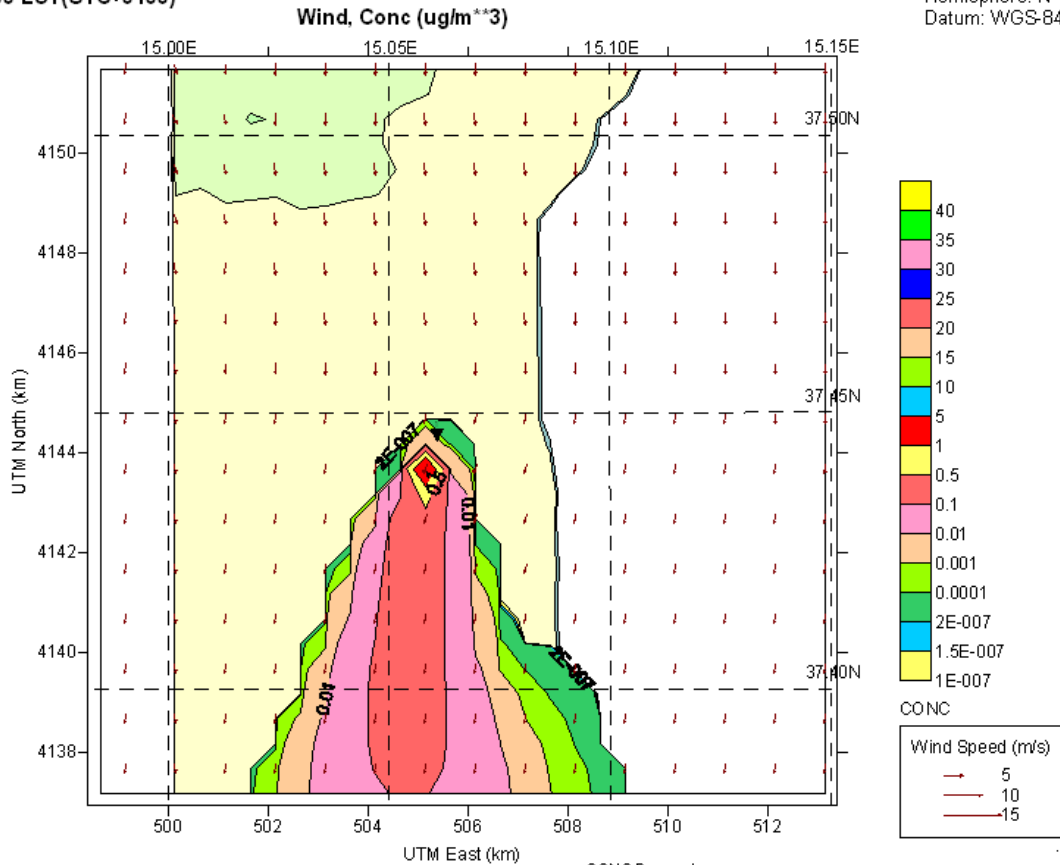 Wind, Conc (ug/m**3)
Datum: WGS-84
15.00E 15.05E 15.10E 15.15E
37.50N
4150
4148
4146
37.45N
4144
4142
4140
37.40N
4138
UTM North (km)
2E-007
0.5
0.01
0.01
2E-007
500 502 504 506 508 510 512
UTM East (km)
40
35
30
25
20
15
10
5
1
0.5
0.1
0.01
0.001
0.0001
2E-007
1.5E-007
1E-007
CONC
Wind Speed (m/s)
5
10
15